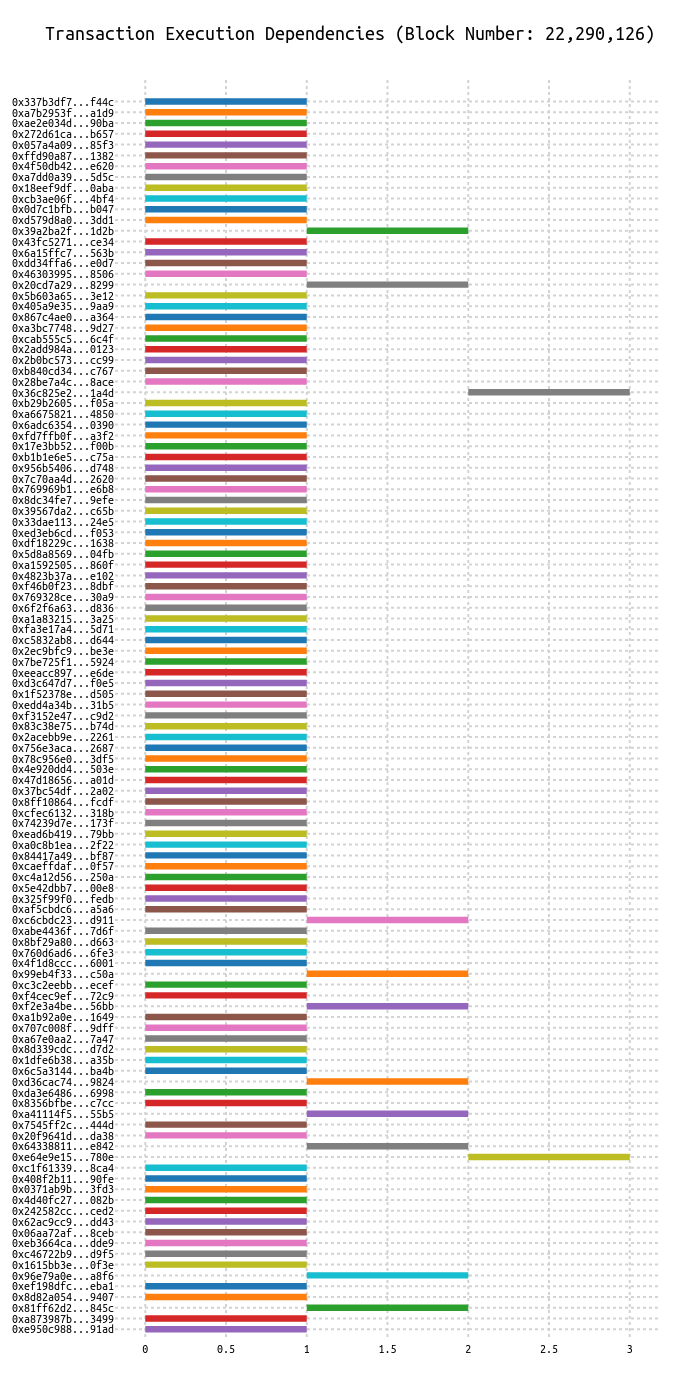 Transaction Execution Dependencies (Block Number: 22,290,126)
0x337b3df7...f44c
0xa7b2953f...a1d9
0xae2e034d...90ba
0x272d61ca...b657
0x057a4a09...85f3
0xffd90a87...1382
0x4f50db42...e620
0xa7dd0a39...5d5c
0x18eef9df...0aba
0xcb3ae06f...4bf4
0x0d7c1bfb...b047
0xd579d8a0...3dd1
0x39a2ba2f...1d2b
0x43fc5271...ce34
0x6a15ffc7...563b
0xdd34ffa6...e0d7
0x46303995...8506
0x20cd7a29...8299
0x5b603a65...3e12
0x405a9e35...9aa9
0x867c4ae0...a364
0xa3bc7748...9d27
0xcab555c5...6c4f
0x2add984a...0123
0x2b0bc573...cc99
0xb840cd34...c767
0x28be7a4c...8ace
0x36c825e2...1a4d
0xb29b2605...f05a
0xa6675821...4850
0x6adc6354...0390
0xfd7ffb0f...a3f2
0x17e3bb52...f00b
0xb1b1e6e5...c75a
0x956b5406...d748
0x7c70aa4d...2620
0x769969b1...e6b8
0x8dc34fe7...9efe
0x39567da2...c65b
0x33dae113...24e5
0xed3eb6cd...f053
0xdf18229c...1638
0x5d8a8569...04fb
0xa1592505...860f
0x4823b37a...e102
0xf46b0f23...8dbf
0x769328ce...30a9
0x6f2f6a63...d836
0xa1a83215...3a25
0xfa3e17a4...5d71
0xc5832ab8...d644
0x2ec9bfc9...be3e
0x7be725f1...5924
0xeeacc897...e6de
0xd3c647d7...f0e5
0x1f52378e...d505
0xedd4a34b...31b5
0xf3152e47...c9d2
0x83c38e75...b74d
0x2acebb9e...2261
0x756e3aca...2687
0x78c956e0...3df5
0x4e920dd4...503e
0x47d18656...a01d
0x37bc54df...2a02
0x8ff10864...fcdf
0xcfec6132...318b
0x74239d7e...173f
0xead6b419...79bb
0xa0c8b1ea...2f22
0x84417a49...bf87
0xcaeffdaf...0f57
0xc4a12d56...250a
0x5e42dbb7...00e8
0x325f99f0...fedb
0xaf5cbdc6...a5a6
0xc6cbdc23...d911
0xabe4436f...7d6f
0x8bf29a80...d663
0x760d6ad6...6fe3
0x4f1d8ccc...6001
0x99eb4f33...c50a
0xc3c2eebb...ecef
0xf4cec9ef...72c9
0xf2e3a4be...56bb
0xa1b92a0e...1649
0x707c008f...9dff
0xa67e0aa2...7a47
0x8d339cdc...d7d2
0x1dfe6b38...a35b
0x6c5a3144...ba4b
0xd36cac74...9824
0xda3e6486...6998
0x8356bfbe...c7cc
0xa41114f5...55b5
0x7545ff2c...444d
0x20f9641d...da38
0x64338811...e842
0xe64e9e15...780e
0xc1f61339...8ca4
0x408f2b11...90fe
0x0371ab9b...3fd3
0x4d40fc27...082b
0x242582cc...ced2
0x62ac9cc9...dd43
0x06aa72af...8ceb
0xeb3664ca...dde9
0xc46722b9...d9f5
0x1615bb3e...0f3e
0x96e79a0e...a8f6
0xef198dfc...eba1
0x8d82a054...9407
0x81ff62d2...845c
0xa873987b...3499
0xe950c988...91ad
0 0.5 1 1.5 2 2.5 3